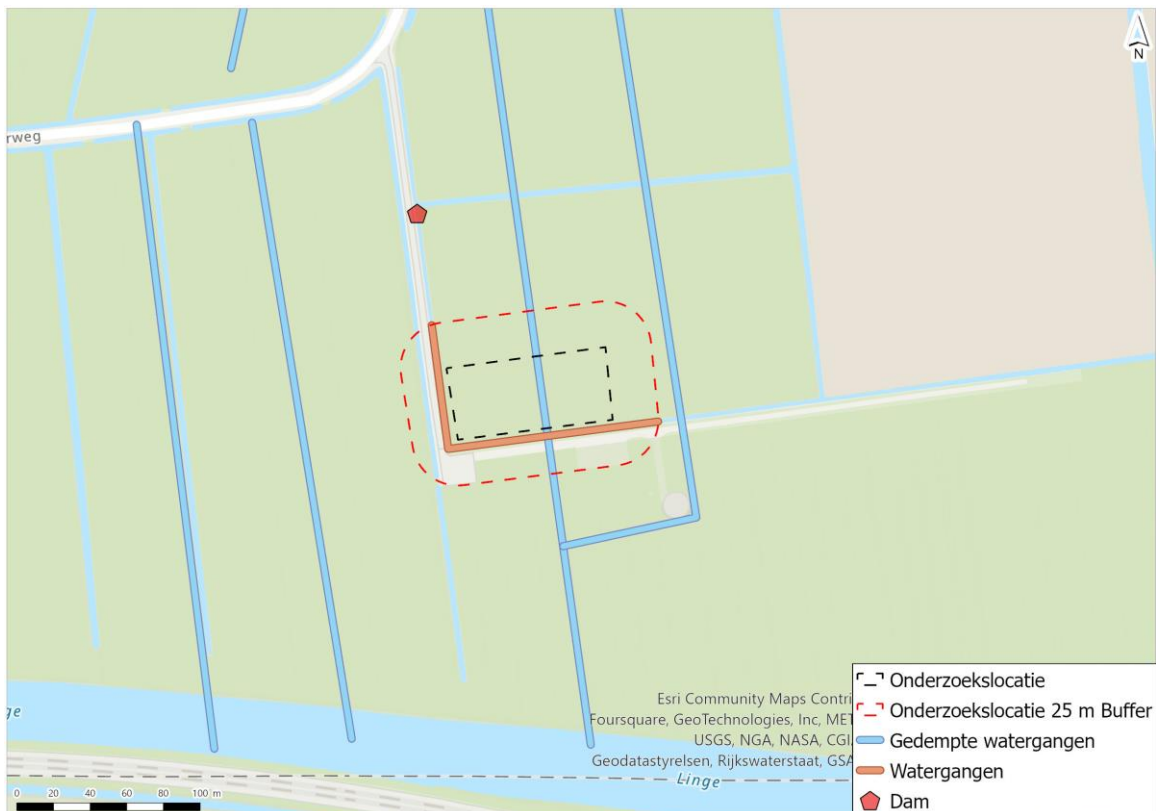 N
rweg
ge
0 20 40 60 80 100 m
Esri Community Maps Contri
Foursquare, GeoTechnologies, Inc, MET
USGS, NGA, NASA, CGI
Geodatastyrelsen, Rijkswaterstaat, GSA
Linge
Onderzoekslocatie
Onderzoekslocatie 25 m Buffer
Gedempte watergangen
Watergangen
Dam